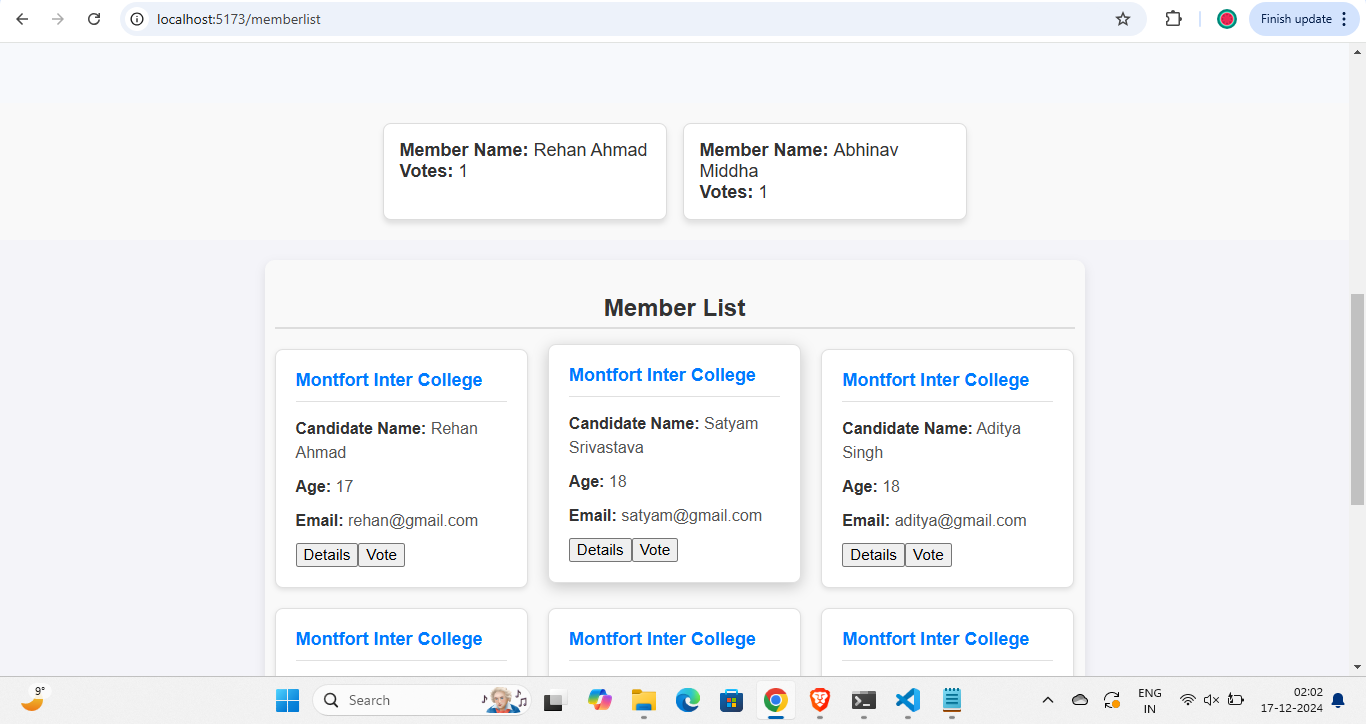 localhost:5173/memberlist
Finish update
Member Name: Rehan Ahmad
Votes: 1
Member Name: Abhinav
Middha
Votes: 1
Member List
Montfort Inter College
Candidate Name: Rehan
Ahmad
Age: 17
Email: rehan@gmail.com
Details Vote
Montfort Inter College
Candidate Name: Satyam
Srivastava
Age: 18
Email: satyam@gmail.com
Details Vote
Montfort Inter College
Candidate Name: Aditya
Singh
Age: 18
Email: aditya@gmail.com
Details Vote
Montfort Inter College
Montfort Inter College
Montfort Inter College
9°
Search
ENG
IN
02:02
17-12-2024